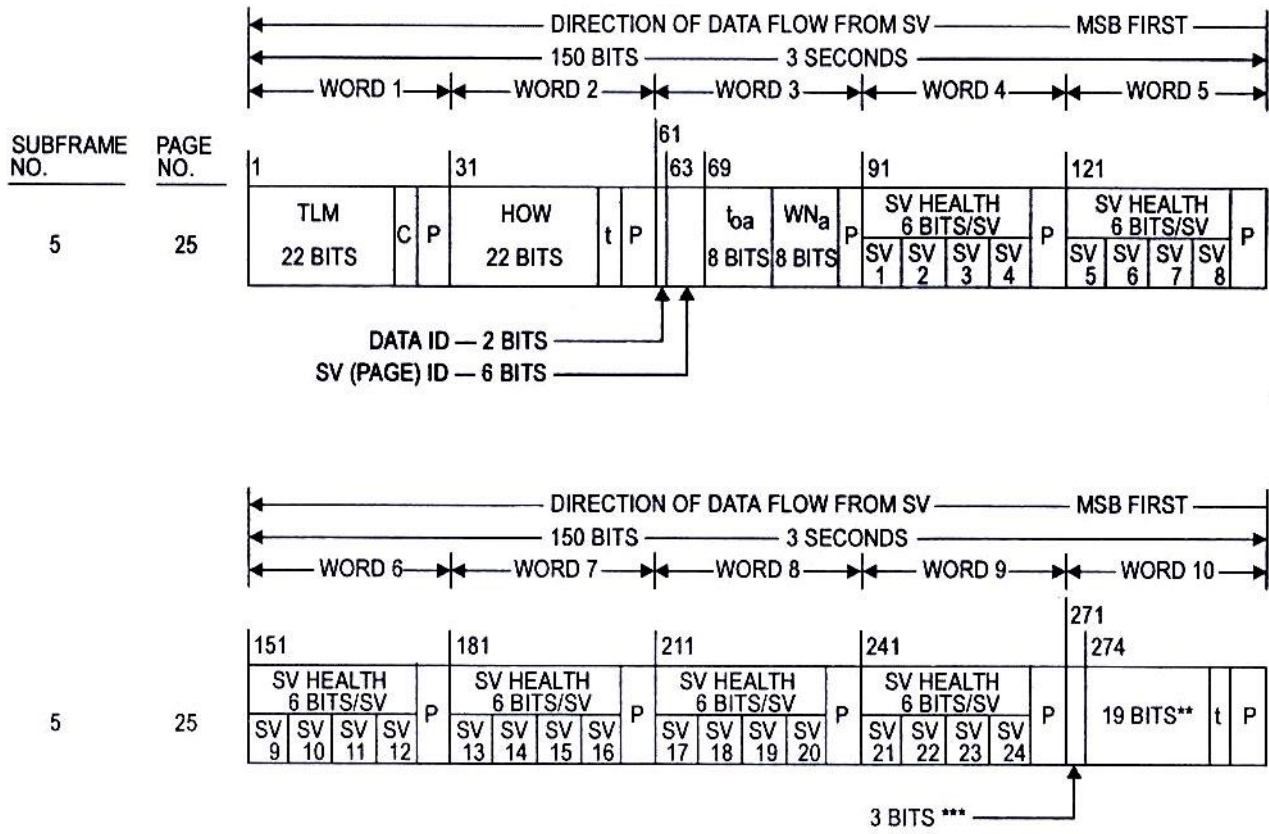 DIRECTION OF DATA FLOW FROM SV MSB FIRST
150 BITS 3 SECONDS
WORD 1 WORD 2 WORD 3 WORD 4 WORD 5
SUBFRAME NO. PAGE NO.
61
1 31 63 69 91 121
5 25
TLM 22 BITS C P
HOW 22 BITS t P
toa 8 BITS WNa 8 BITS P
SV HEALTH 6 BITS/SV P
SV 1 SV 2 SV 3 SV 4
SV HEALTH 6 BITS/SV P
SV 5 SV 6 SV 7 SV 8
DATA ID — 2 BITS
SV (PAGE) ID — 6 BITS
DIRECTION OF DATA FLOW FROM SV MSB FIRST
150 BITS 3 SECONDS
WORD 6 WORD 7 WORD 8 WORD 9 WORD 10
271
151 181 211 241 274
5 25
SV HEALTH 6 BITS/SV P
SV 9 SV 10 SV 11 SV 12
SV HEALTH 6 BITS/SV P
SV 13 SV 14 SV 15 SV 16
SV HEALTH 6 BITS/SV P
SV 17 SV 18 SV 19 SV 20
SV HEALTH 6 BITS/SV P
SV 21 SV 22 SV 23 SV 24
19 BITS** t P
3 BITS ***